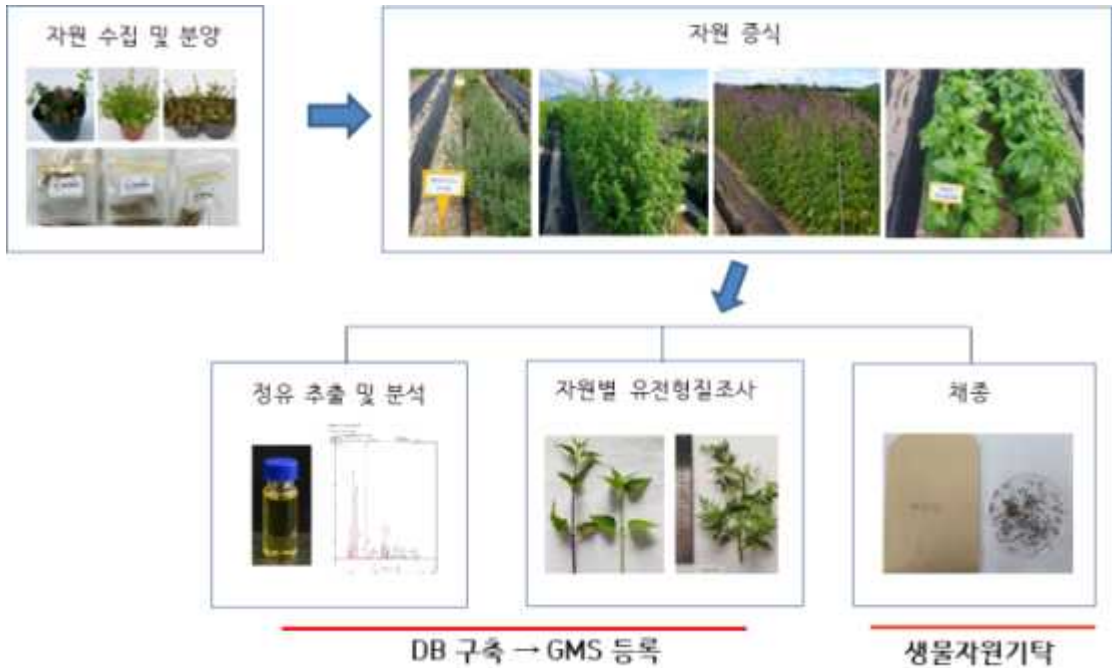 자원 수집 및 분양
자원 증식
정유 추출 및 분석
자원별 유전형질조사
채종
DB 구축 → GMS 등록
생물자원기탁